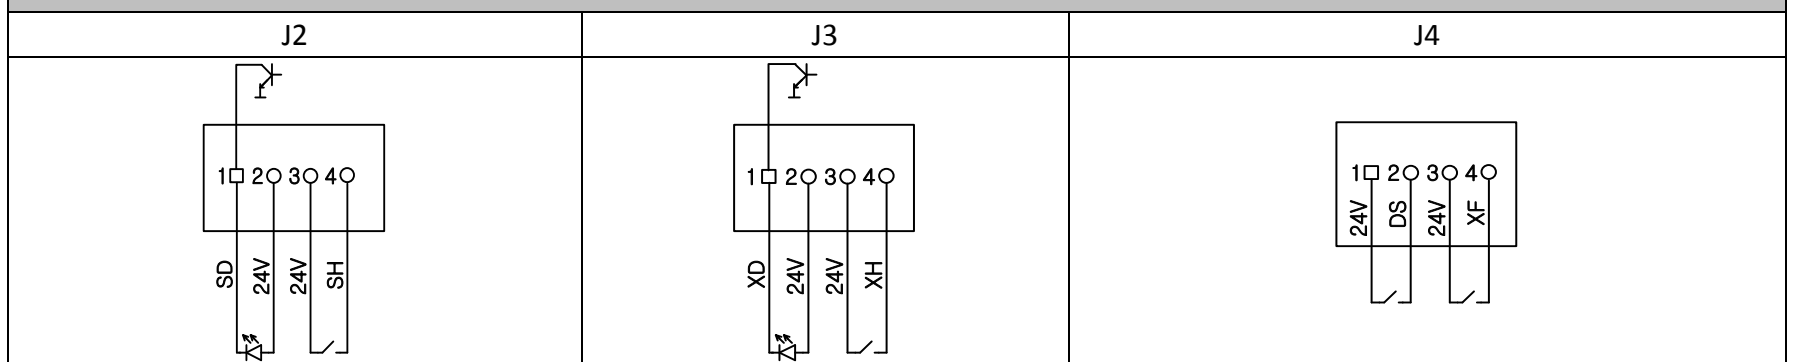 J2 J3 J4
1 2 3 4 1 2 3 4 1 2 3 4
24V DS 24V XF
SD 24V 24V SH XD 24V 24V XH